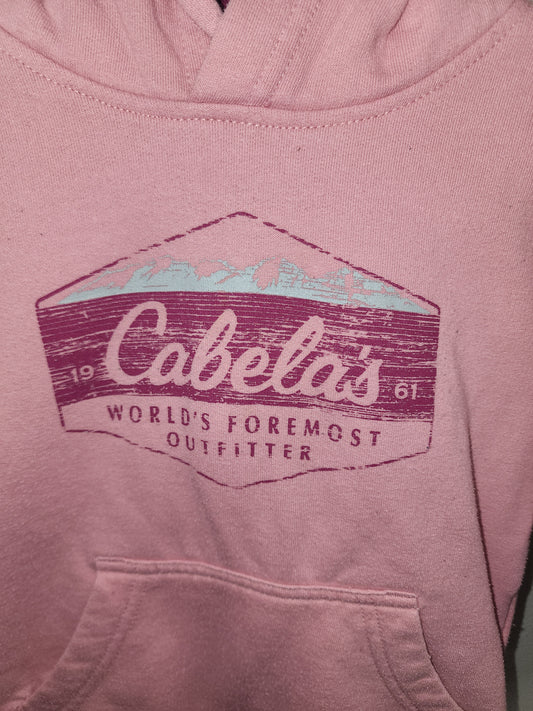 Cabela's
19 61
WORLD'S FOREMOST
OUTFITTER